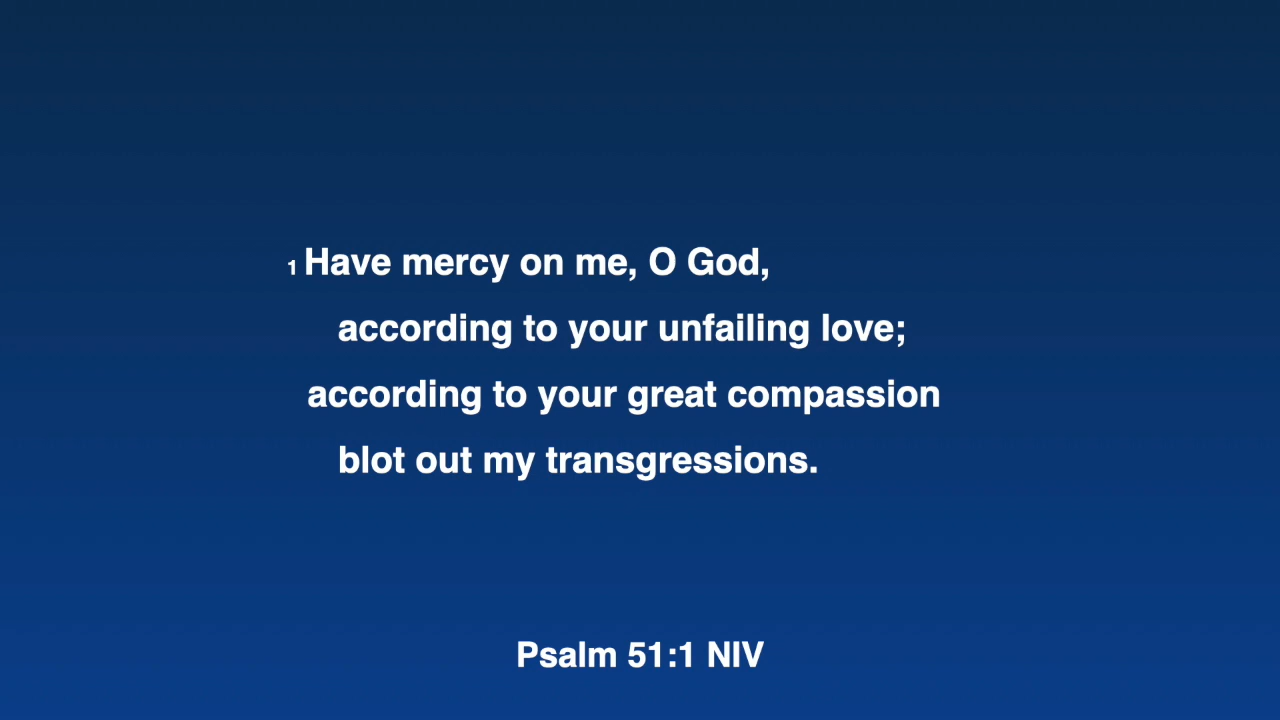 1 Have mercy on me, O God,
according to your unfailing love;
according to your great compassion
blot out my transgressions.
Psalm 51:1 NIV